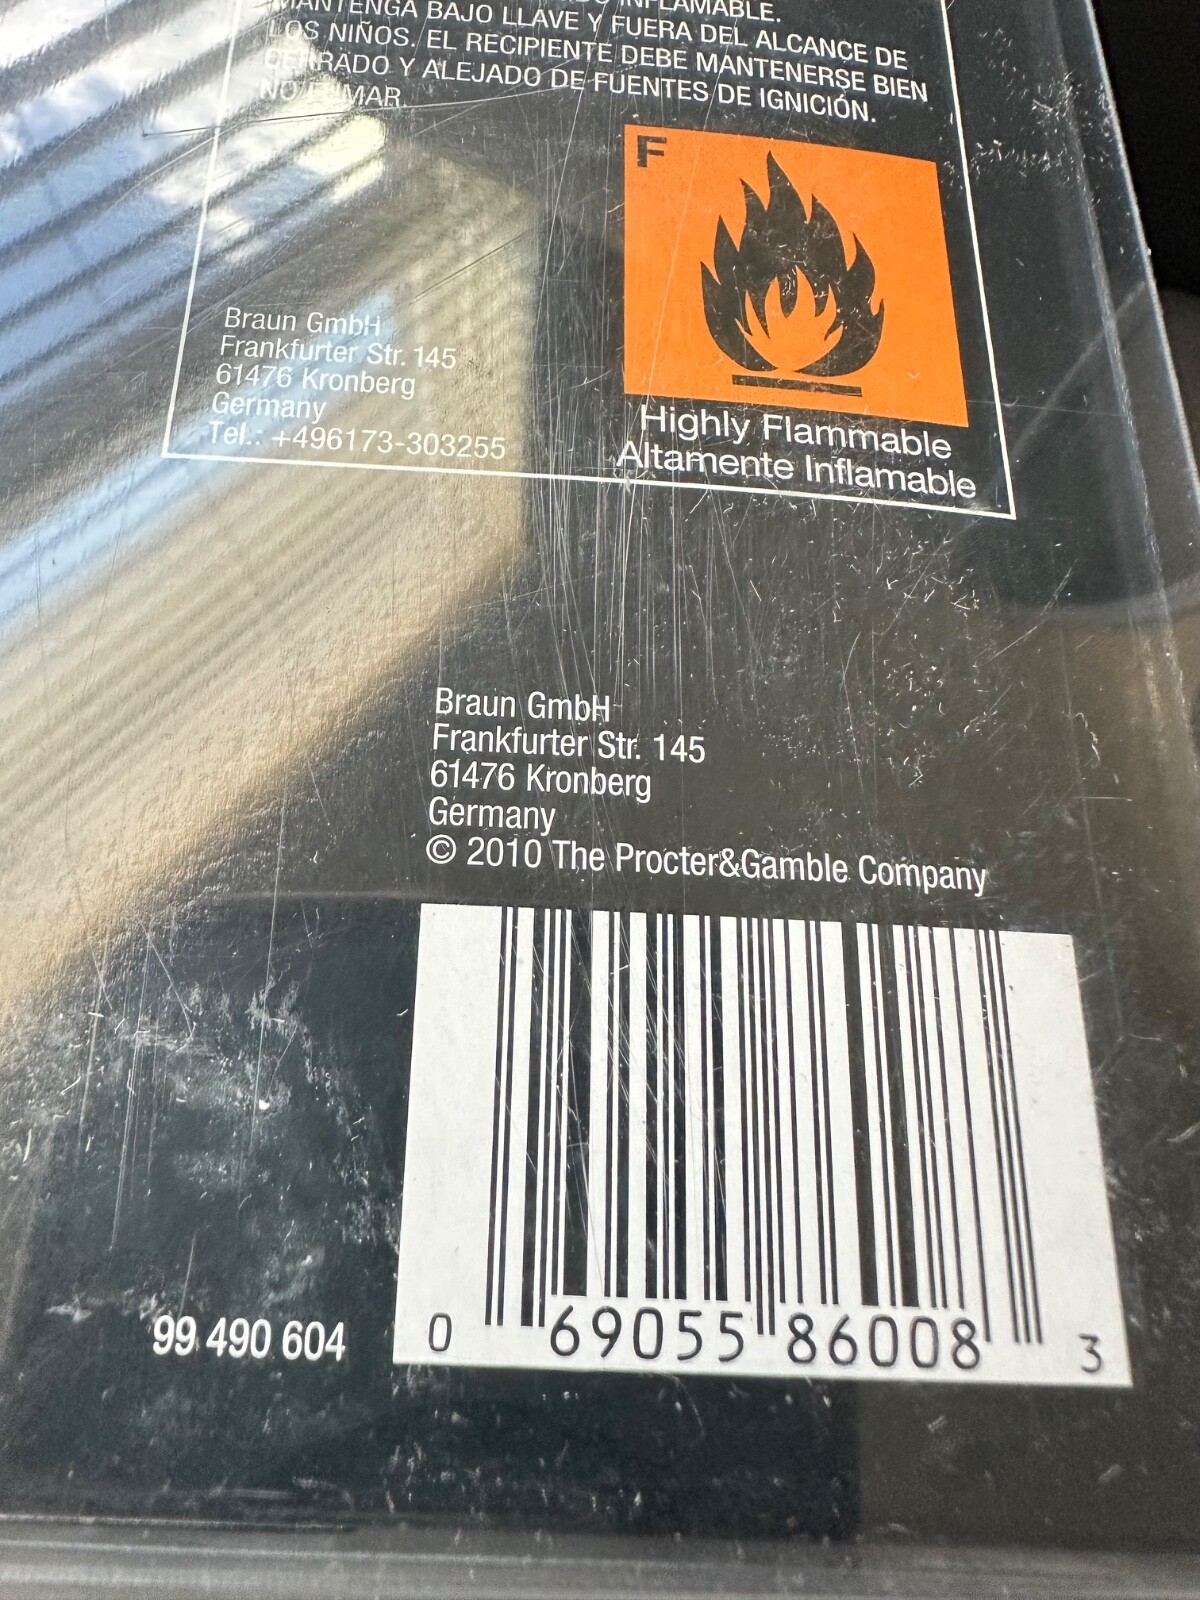 INFLAMABLE.
MANTENGA BAJO LLAVE Y FUERA DEL ALCANCE DE
LOS NIÑOS. EL RECIPIENTE DEBE MANTENERSE BIEN
CERRADO Y ALEJADO DE FUENTES DE IGNICIÓN.
NO FUMAR.
F
Braun GmbH
Frankfurter Str. 145
61476 Kronberg
Germany
Tel.: +496173-303255
Highly Flammable
Altamente Inflamable
Braun GmbH
Frankfurter Str. 145
61476 Kronberg
Germany
© 2010 The Procter&Gamble Company
99 490 604
0 69055 86008 3